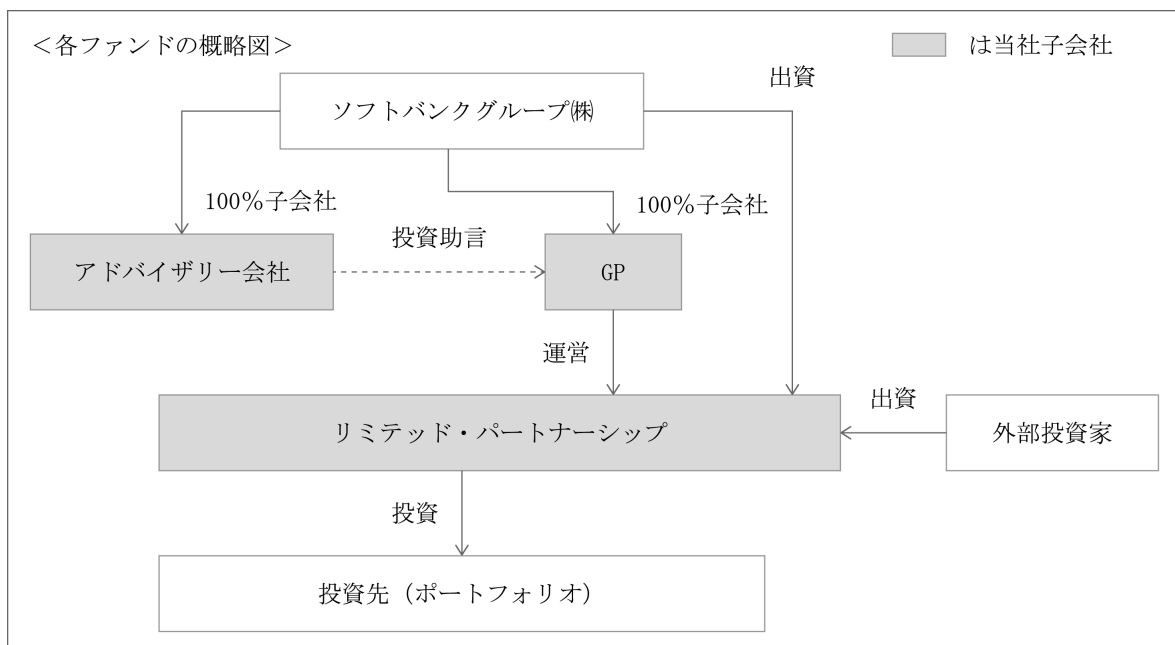 ＜各ファンドの概略図＞
は当社子会社
出資
ソフトバンクグループ㈱
100％子会社
100％子会社
投資助言
アドバイザリー会社
GP
運営
出資
リミテッド・パートナーシップ
外部投資家
投資
投資先（ポートフォリオ）